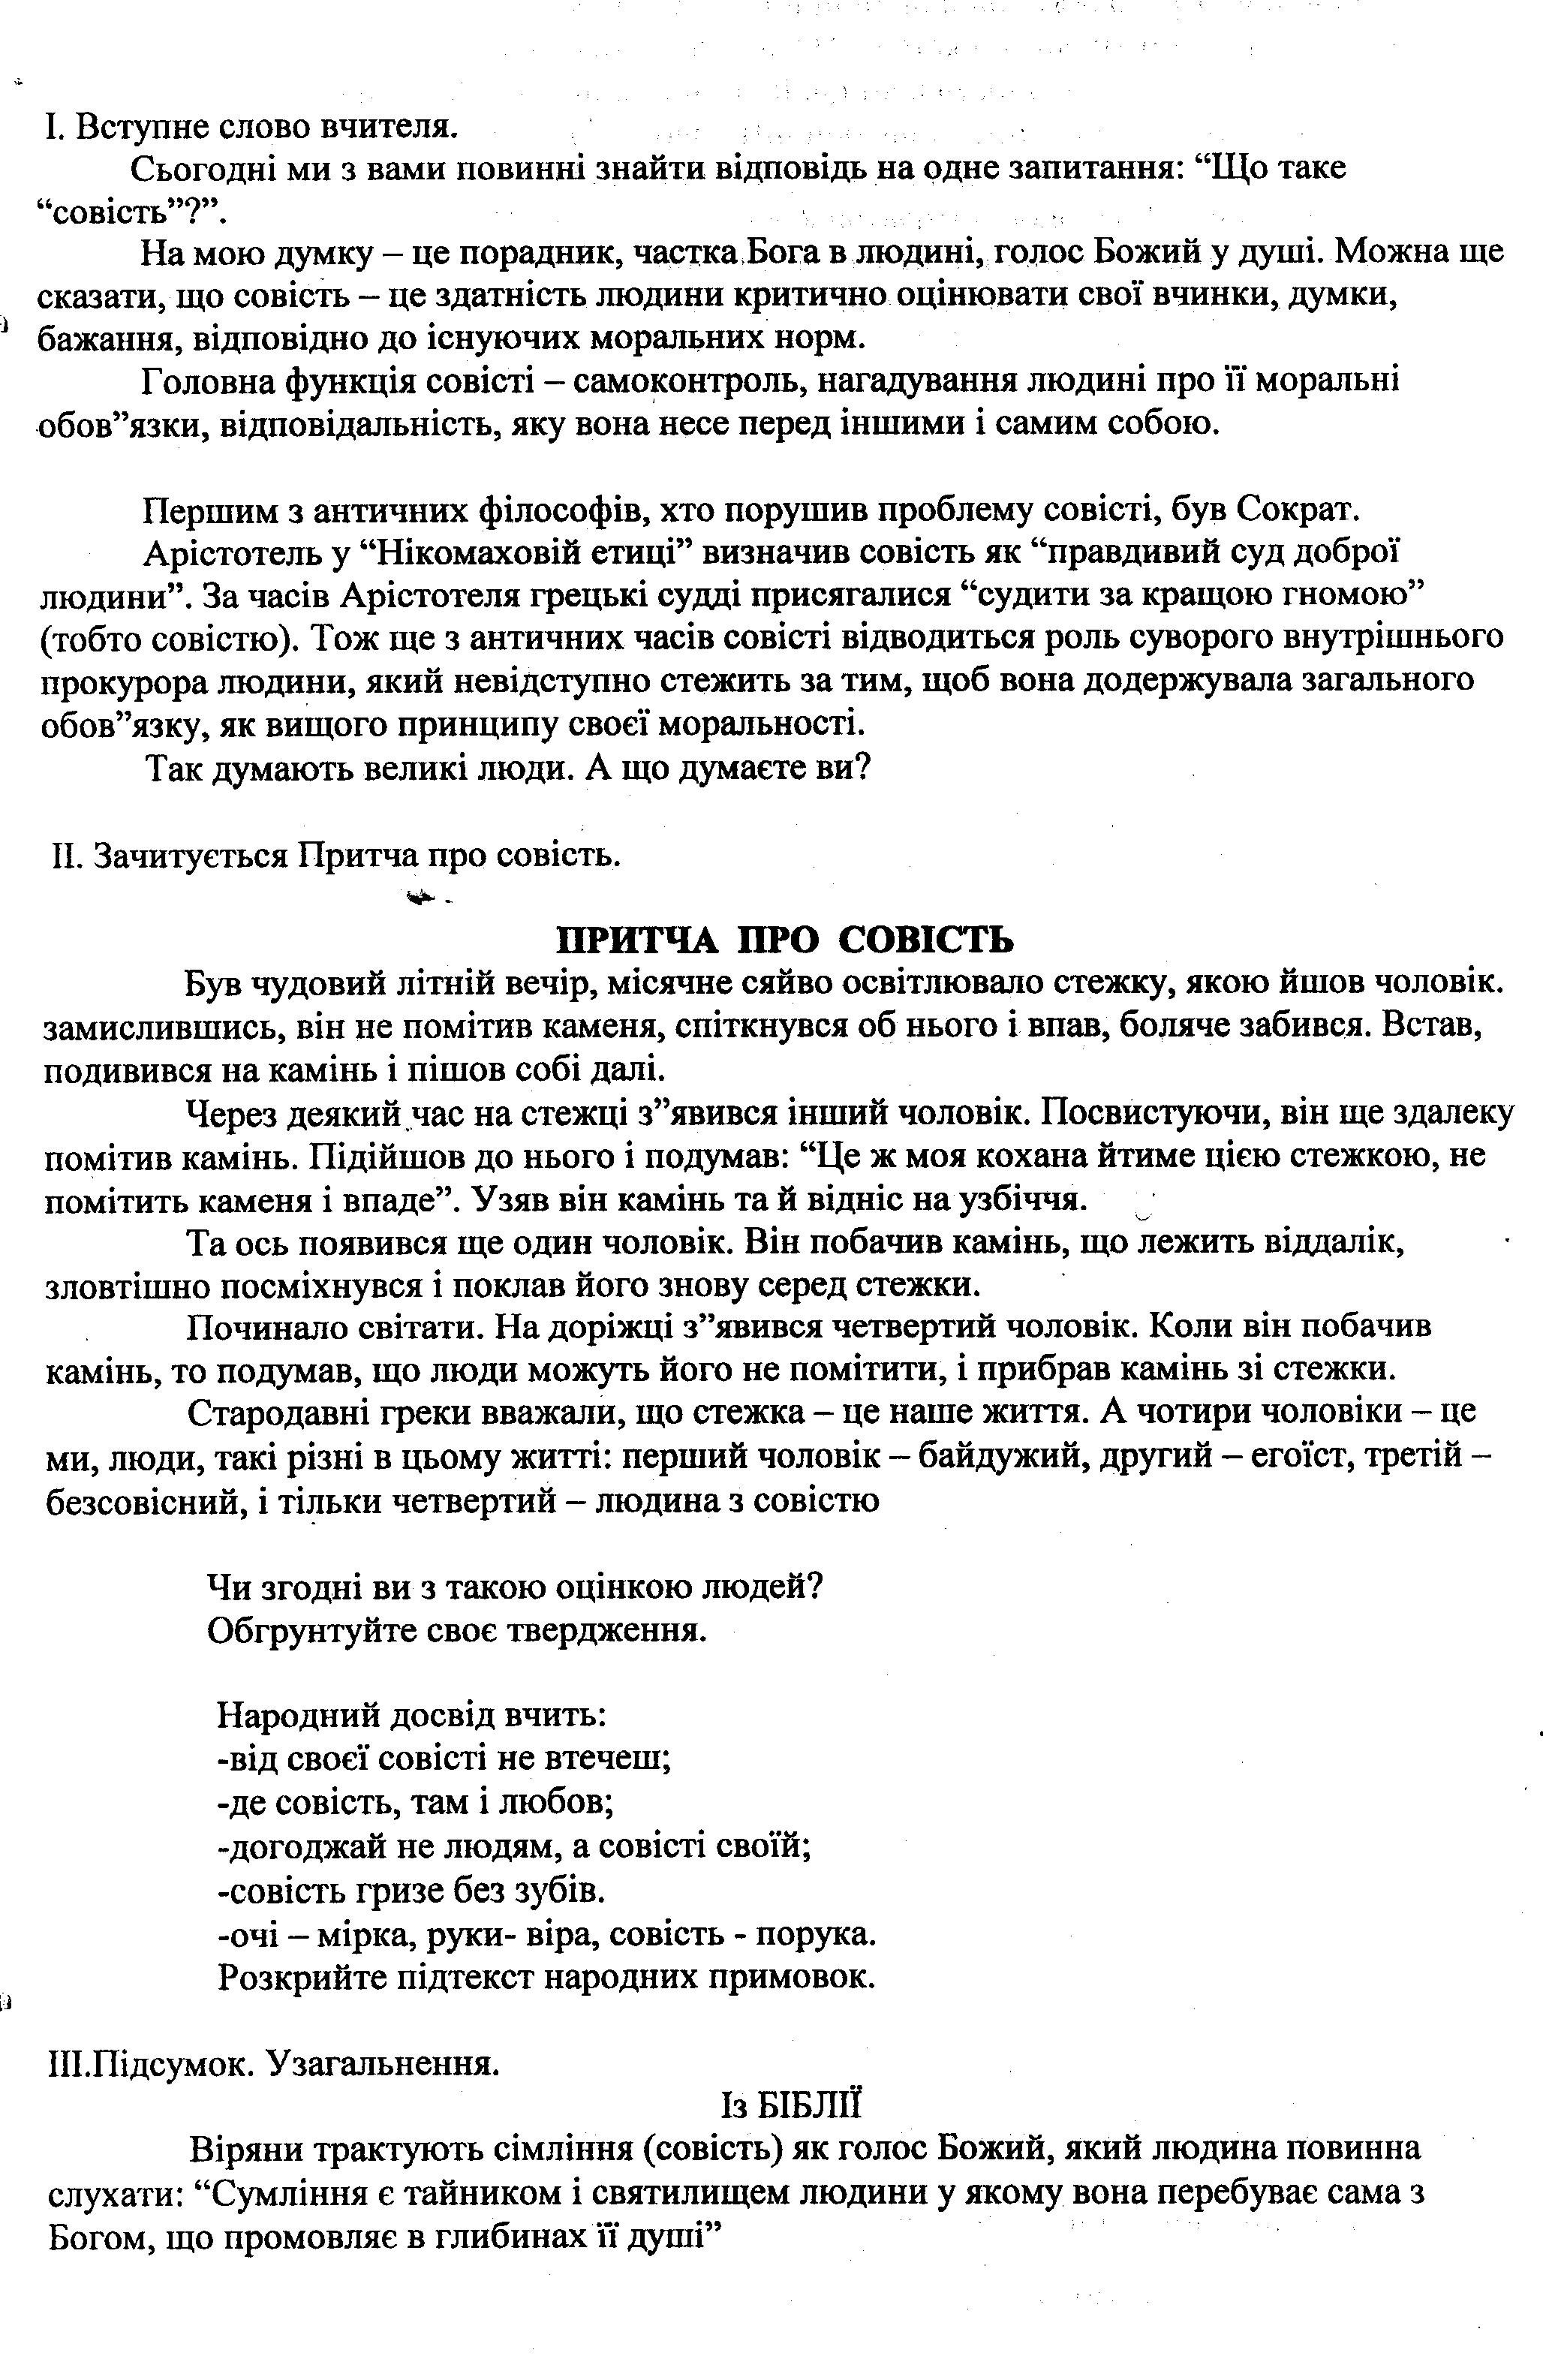 І. Вступне слово вчителя.
Сьогодні ми з вами повинні знайти відповідь на одне запитання: “Що таке
“совість”?”.
На мою думку – це порадник, частка Бога в людині, голос Божий у душі. Можна ще
сказати, що совість – це здатність людини критично оцінювати свої вчинки, думки,
бажання, відповідно до існуючих моральних норм.
Головна функція совісті – самоконтроль, нагадування людині про її моральні
обов”язки, відповідальність, яку вона несе перед іншими і самим собою.
Першим з античних філософів, хто порушив проблему совісті, був Сократ.
Арістотель у “Нікомаховій етиці” визначив совість як “правдивий суд доброї
людини”. За часів Арістотеля грецькі судді присягалися “судити за кращою гномою”
(тобто совістю). Тож ще з античних часів совісті відводиться роль суворого внутрішнього
прокурора людини, який невідступно стежить за тим, щоб вона додержувала загального
обов”язку, як вищого принципу своєї моральності.
Так думають великі люди. А що думаєте ви?
ІІ. Зачитується Притча про совість.
ПРИТЧА ПРО СОВІСТЬ
Був чудовий літній вечір, місячне сяйво освітлювало стежку, якою йшов чоловік.
замислившись, він не помітив каменя, спіткнувся об нього і впав, боляче забився. Встав,
подивився на камінь і пішов собі далі.
Через деякий час на стежці з”явився інший чоловік. Посвистуючи, він ще здалеку
помітив камінь. Підійшов до нього і подумав: “Це ж моя кохана йтиме цією стежкою, не
помітить каменя і впаде”. Узяв він камінь та й відніс на узбіччя.
Та ось появився ще один чоловік. Він побачив камінь, що лежить віддалік,
зловтішно посміхнувся і поклав його знову серед стежки.
Починало світати. На доріжці з”явився четвертий чоловік. Коли він побачив
камінь, то подумав, що люди можуть його не помітити, і прибрав камінь зі стежки.
Стародавні греки вважали, що стежка – це наше життя. А чотири чоловіки – це
ми, люди, такі різні в цьому житті: перший чоловік – байдужий, другий – егоїст, третій –
безсовісний, і тільки четвертий – людина з совістю
Чи згодні ви з такою оцінкою людей?
Обгрунтуйте своє твердження.
Народний досвід вчить:
-від своєї совісті не втечеш;
-де совість, там і любов;
-догоджай не людям, а совісті своїй;
-совість гризе без зубів.
-очі – мірка, руки- віра, совість - порука.
Розкрийте підтекст народних примовок.
ІІІ.Підсумок. Узагальнення.
Із БІБЛІЇ
Віряни трактують сімління (совість) як голос Божий, який людина повинна
слухати: “Сумління є тайником і святилищем людини у якому вона перебуває сама з
Богом, що промовляє в глибинах її душі”